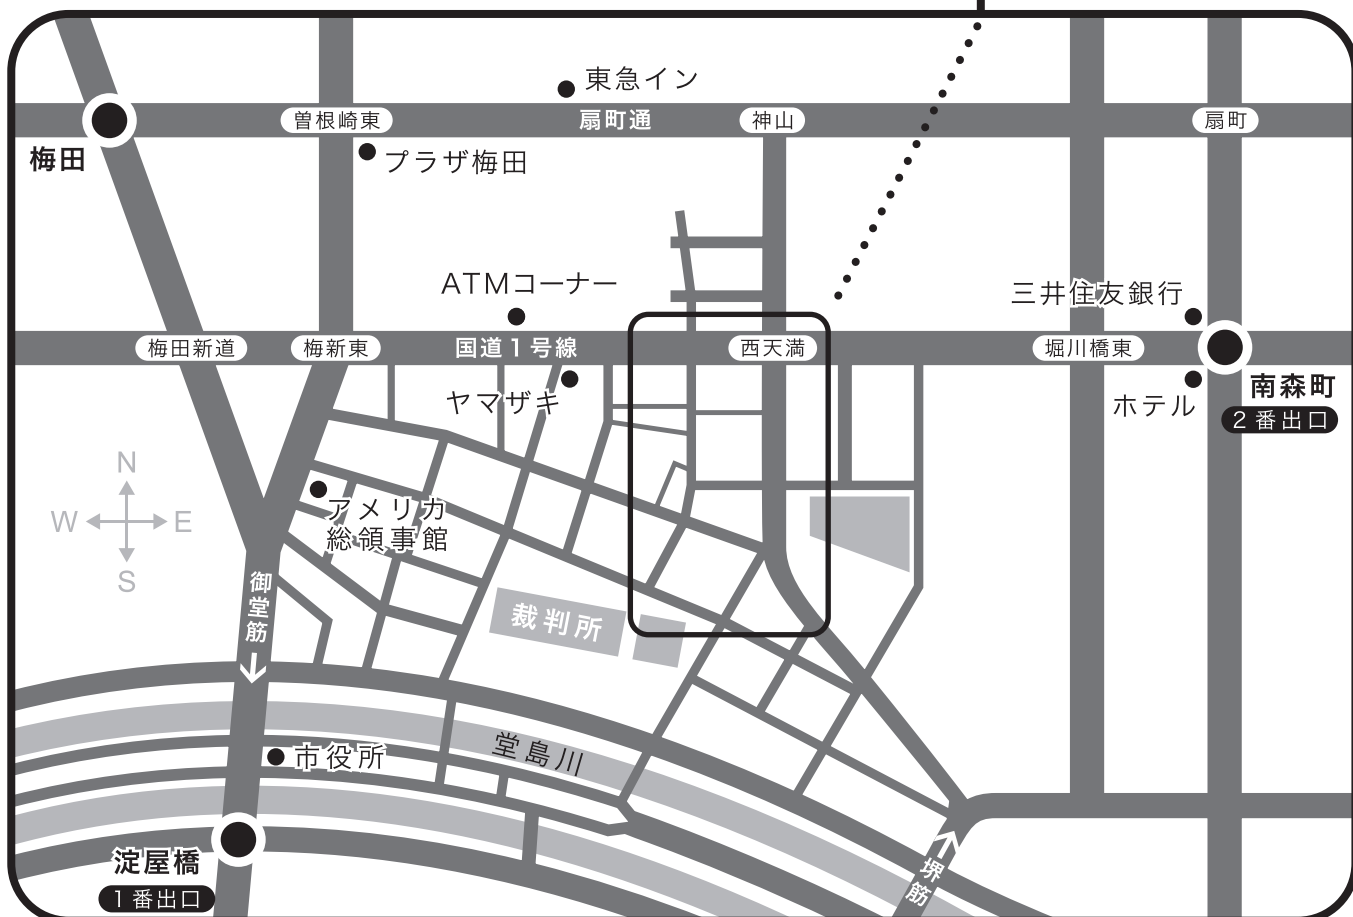 東急イン
曽根崎東
扇町通
神山
扇町
梅田
プラザ梅田
ATMコーナー
三井住友銀行
梅田新道
梅新東
国道1号線
西天満
堀川橋東
ヤマザキ
ホテル
南森町
2番出口
N
W
E
S
アメリカ
総領事館
御堂筋
裁判所
市役所
堂島川
淀屋橋
1番出口
堺筋